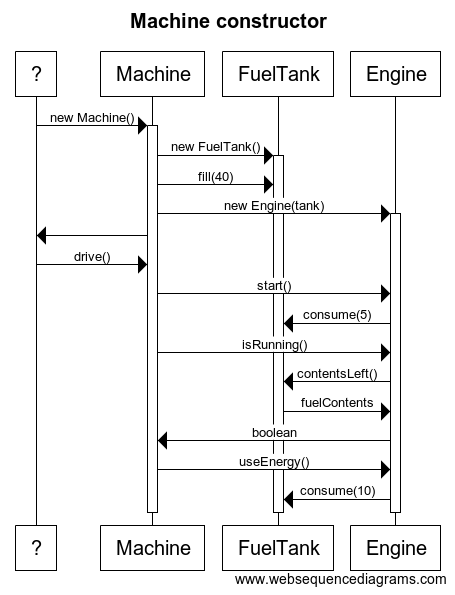 Machine constructor
? Machine FuelTank Engine
new Machine()
new FuelTank()
fill(40)
new Engine(tank)
drive()
start()
consume(5)
isRunning()
contentsLeft()
fuelContents
boolean
useEnergy()
consume(10)
? Machine FuelTank Engine
www.websequencediagrams.com